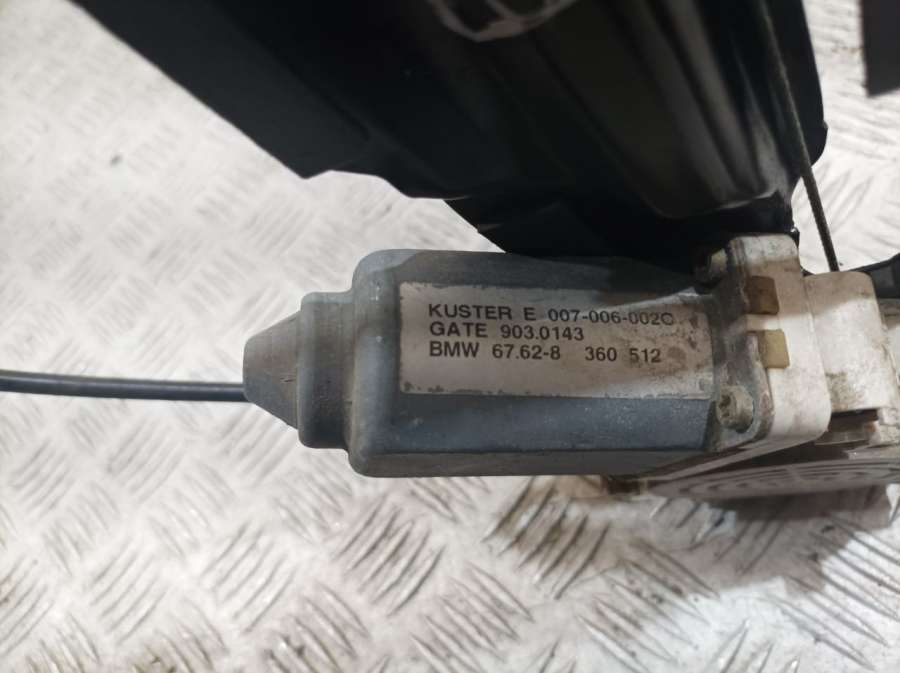 KUSTER E 007-006-002C
GATE 903.0143
BMW 67.62-8 360 512